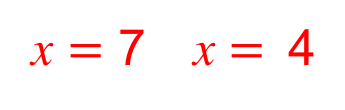 x = 7 x = 4